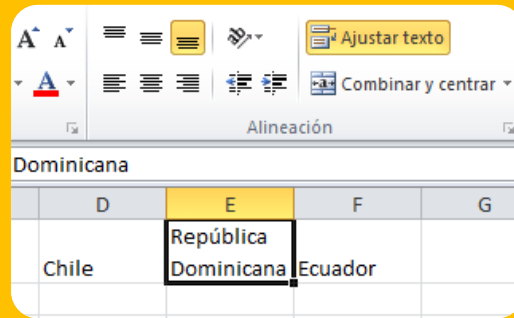 A A Ajustar texto
A Combinar y centrar
Alineación
Dominicana
D E F G
República
Chile Dominicana Ecuador